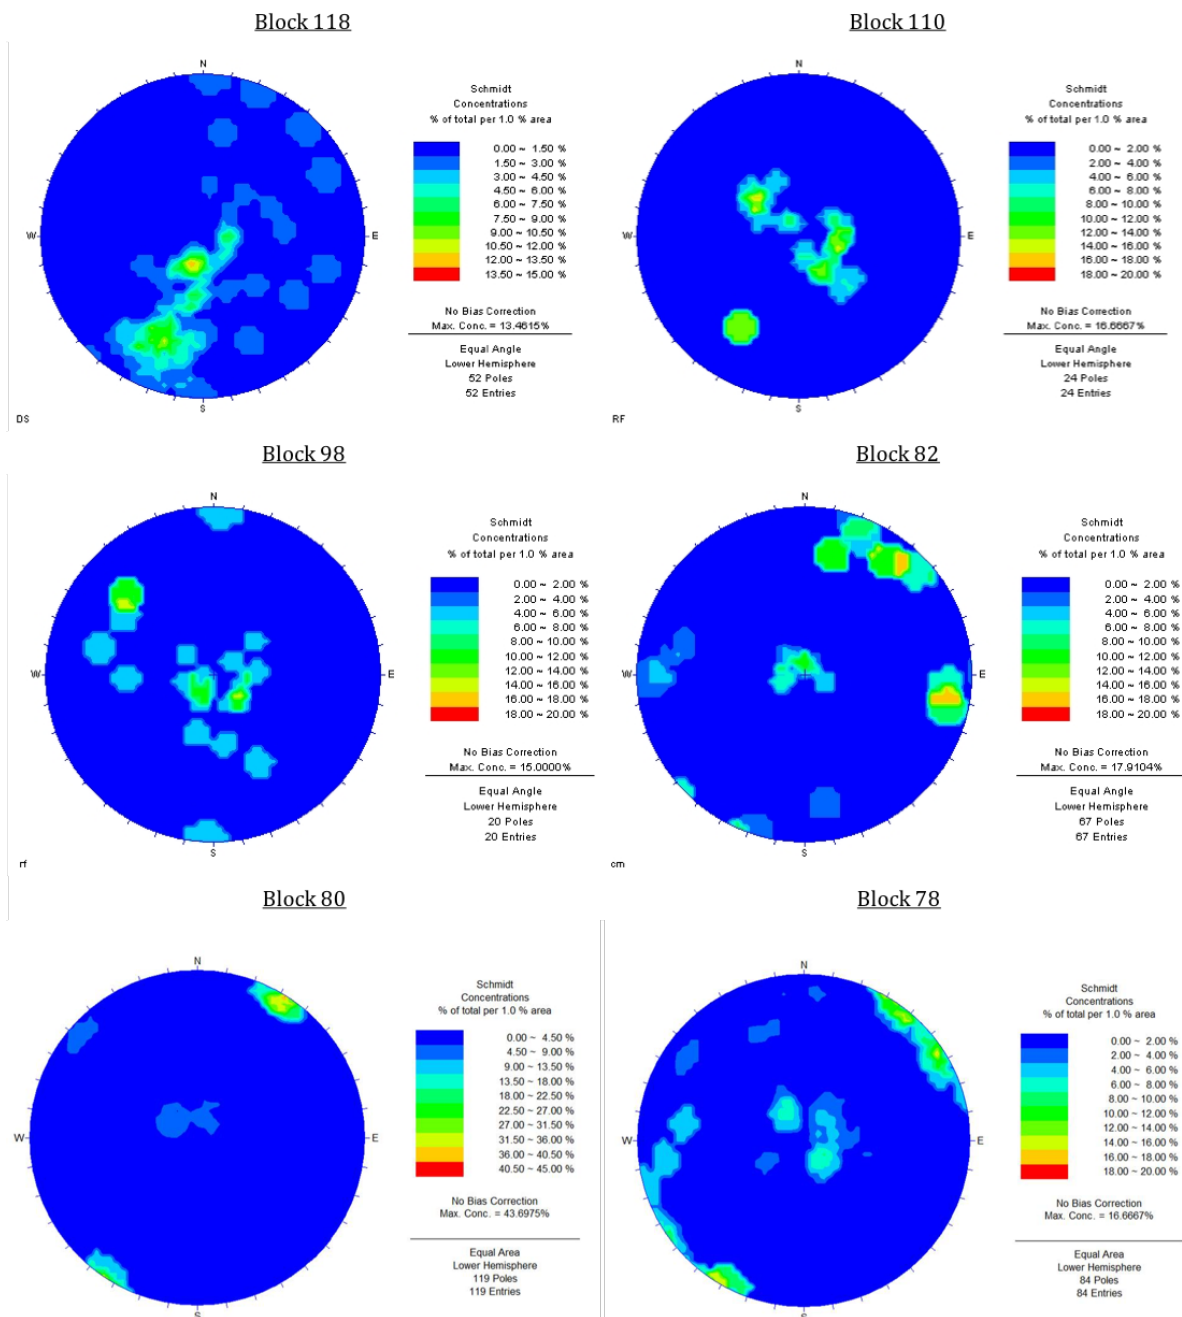 Block 118
N
W
E
S
DS
Schmidt
Concentrations
% of total per 1.0 % area
0.00 ~ 1.50 %
1.50 ~ 3.00 %
3.00 ~ 4.50 %
4.50 ~ 6.00 %
6.00 ~ 7.50 %
7.50 ~ 9.00 %
9.00 ~ 10.50 %
10.50 ~ 12.00 %
12.00 ~ 13.50 %
13.50 ~ 15.00 %
No Bias Correction
Max. Conc. = 13.4615%
Equal Angle
Lower Hemisphere
52 Poles
52 Entries
Block 110
N
W
E
S
RF
Schmidt
Concentrations
% of total per 1.0 % area
0.00 ~ 2.00 %
2.00 ~ 4.00 %
4.00 ~ 6.00 %
6.00 ~ 8.00 %
8.00 ~ 10.00 %
10.00 ~ 12.00 %
12.00 ~ 14.00 %
14.00 ~ 16.00 %
16.00 ~ 18.00 %
18.00 ~ 20.00 %
No Bias Correction
Max. Conc. = 16.6667%
Equal Angle
Lower Hemisphere
24 Poles
24 Entries
Block 98
N
W
E
S
rf
Schmidt
Concentrations
% of total per 1.0 % area
0.00 ~ 2.00 %
2.00 ~ 4.00 %
4.00 ~ 6.00 %
6.00 ~ 8.00 %
8.00 ~ 10.00 %
10.00 ~ 12.00 %
12.00 ~ 14.00 %
14.00 ~ 16.00 %
16.00 ~ 18.00 %
18.00 ~ 20.00 %
No Bias Correction
Max. Conc. = 15.0000%
Equal Angle
Lower Hemisphere
20 Poles
20 Entries
Block 82
N
W
E
S
cm
Schmidt
Concentrations
% of total per 1.0 % area
0.00 ~ 2.00 %
2.00 ~ 4.00 %
4.00 ~ 6.00 %
6.00 ~ 8.00 %
8.00 ~ 10.00 %
10.00 ~ 12.00 %
12.00 ~ 14.00 %
14.00 ~ 16.00 %
16.00 ~ 18.00 %
18.00 ~ 20.00 %
No Bias Correction
Max. Conc. = 17.9104%
Equal Angle
Lower Hemisphere
67 Poles
67 Entries
Block 80
N
W
E
S
Schmidt
Concentrations
% of total per 1.0 % area
0.00 ~ 4.50 %
4.50 ~ 9.00 %
9.00 ~ 13.50 %
13.50 ~ 18.00 %
18.00 ~ 22.50 %
22.50 ~ 27.00 %
27.00 ~ 31.50 %
31.50 ~ 36.00 %
36.00 ~ 40.50 %
40.50 ~ 45.00 %
No Bias Correction
Max. Conc. = 43.6975%
Equal Area
Lower Hemisphere
119 Poles
119 Entries
Block 78
N
W
E
S
Schmidt
Concentrations
% of total per 1.0 % area
0.00 ~ 2.00 %
2.00 ~ 4.00 %
4.00 ~ 6.00 %
6.00 ~ 8.00 %
8.00 ~ 10.00 %
10.00 ~ 12.00 %
12.00 ~ 14.00 %
14.00 ~ 16.00 %
16.00 ~ 18.00 %
18.00 ~ 20.00 %
No Bias Correction
Max. Conc. = 16.6667%
Equal Area
Lower Hemisphere
84 Poles
84 Entries